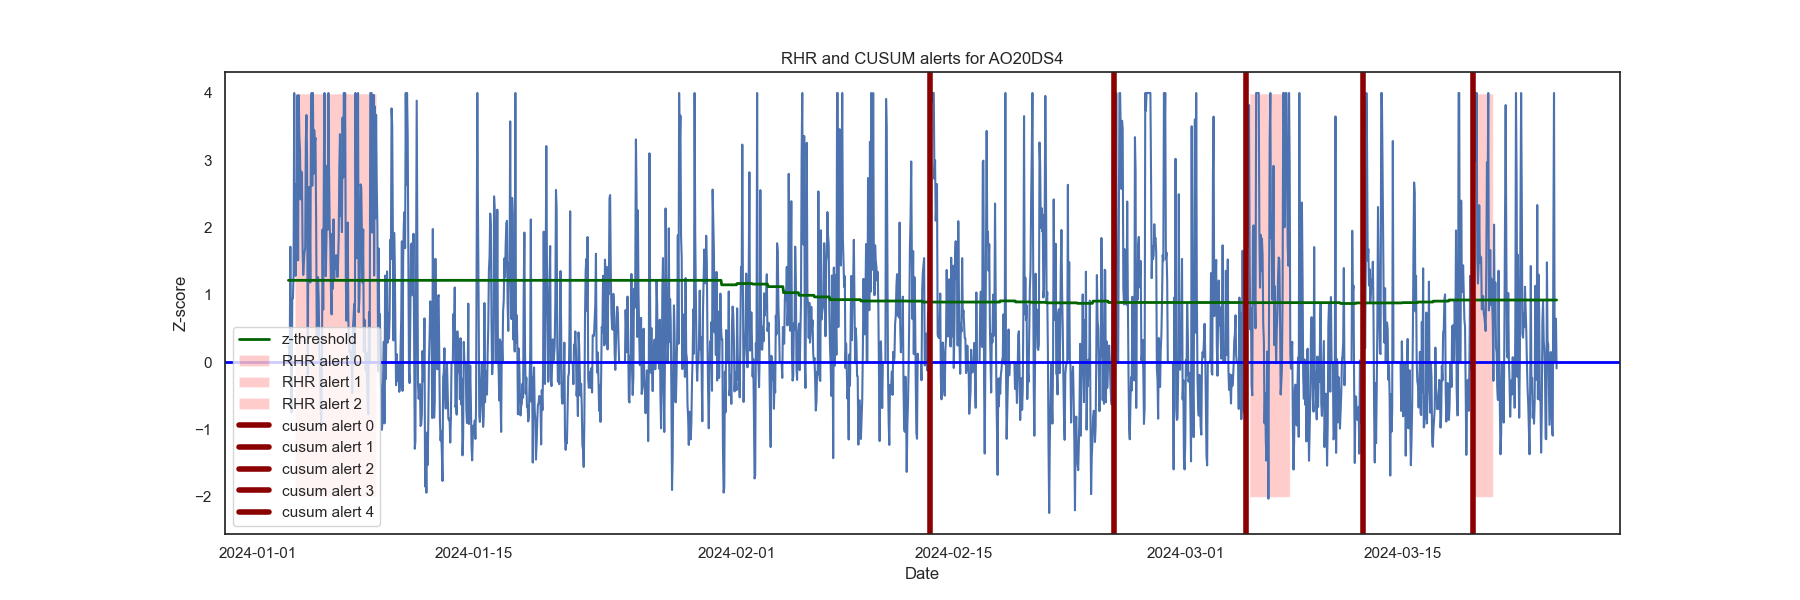 RHR and CUSUM alerts for AO20DS4
4
3
2
1
0
−1
−2
Z-score
z-threshold
RHR alert 0
RHR alert 1
RHR alert 2
cusum alert 0
cusum alert 1
cusum alert 2
cusum alert 3
cusum alert 4
2024-01-01 2024-01-15 2024-02-01 2024-02-15 2024-03-01 2024-03-15
Date